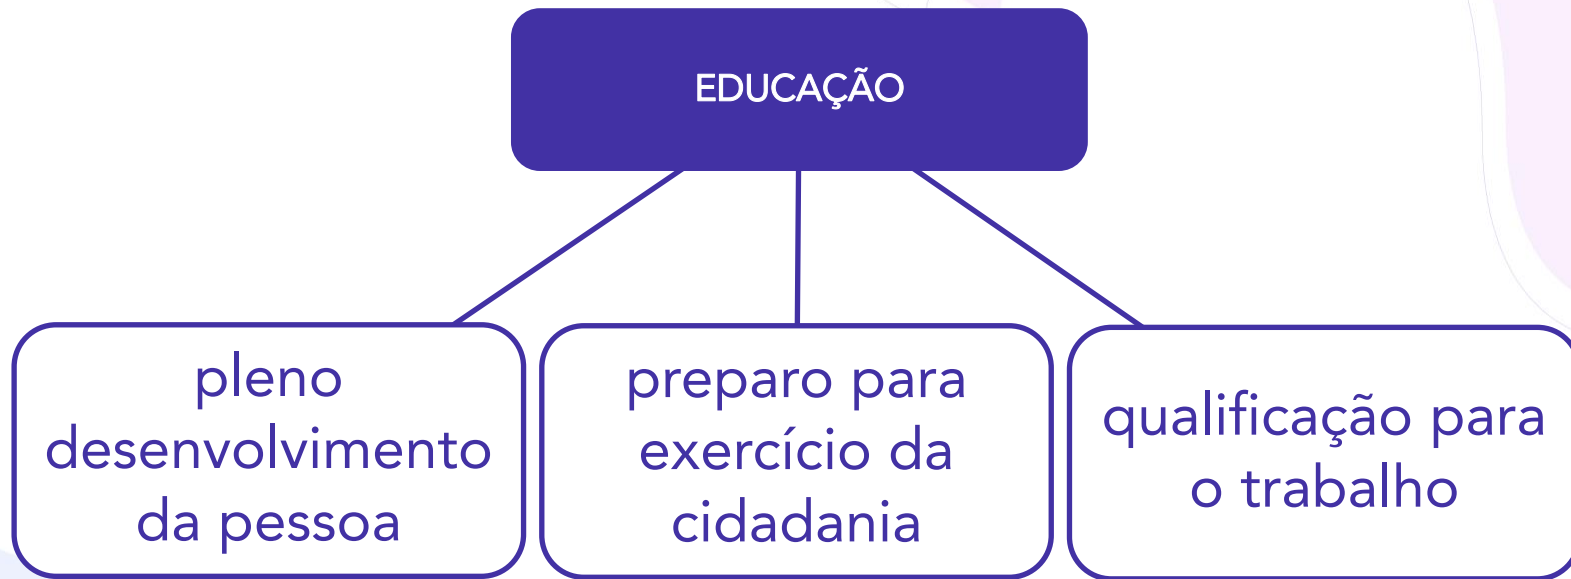 EDUCAÇÃO
pleno
desenvolvimento
da pessoa
preparo para
exercício da
cidadania
qualificação para
o trabalho